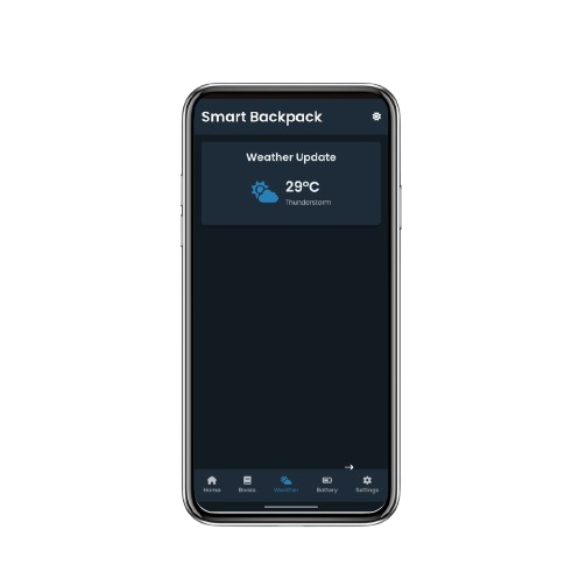 Smart Backpack
Weather Update
29°C
Thunderstorm
Home Books Weather Battery Settings